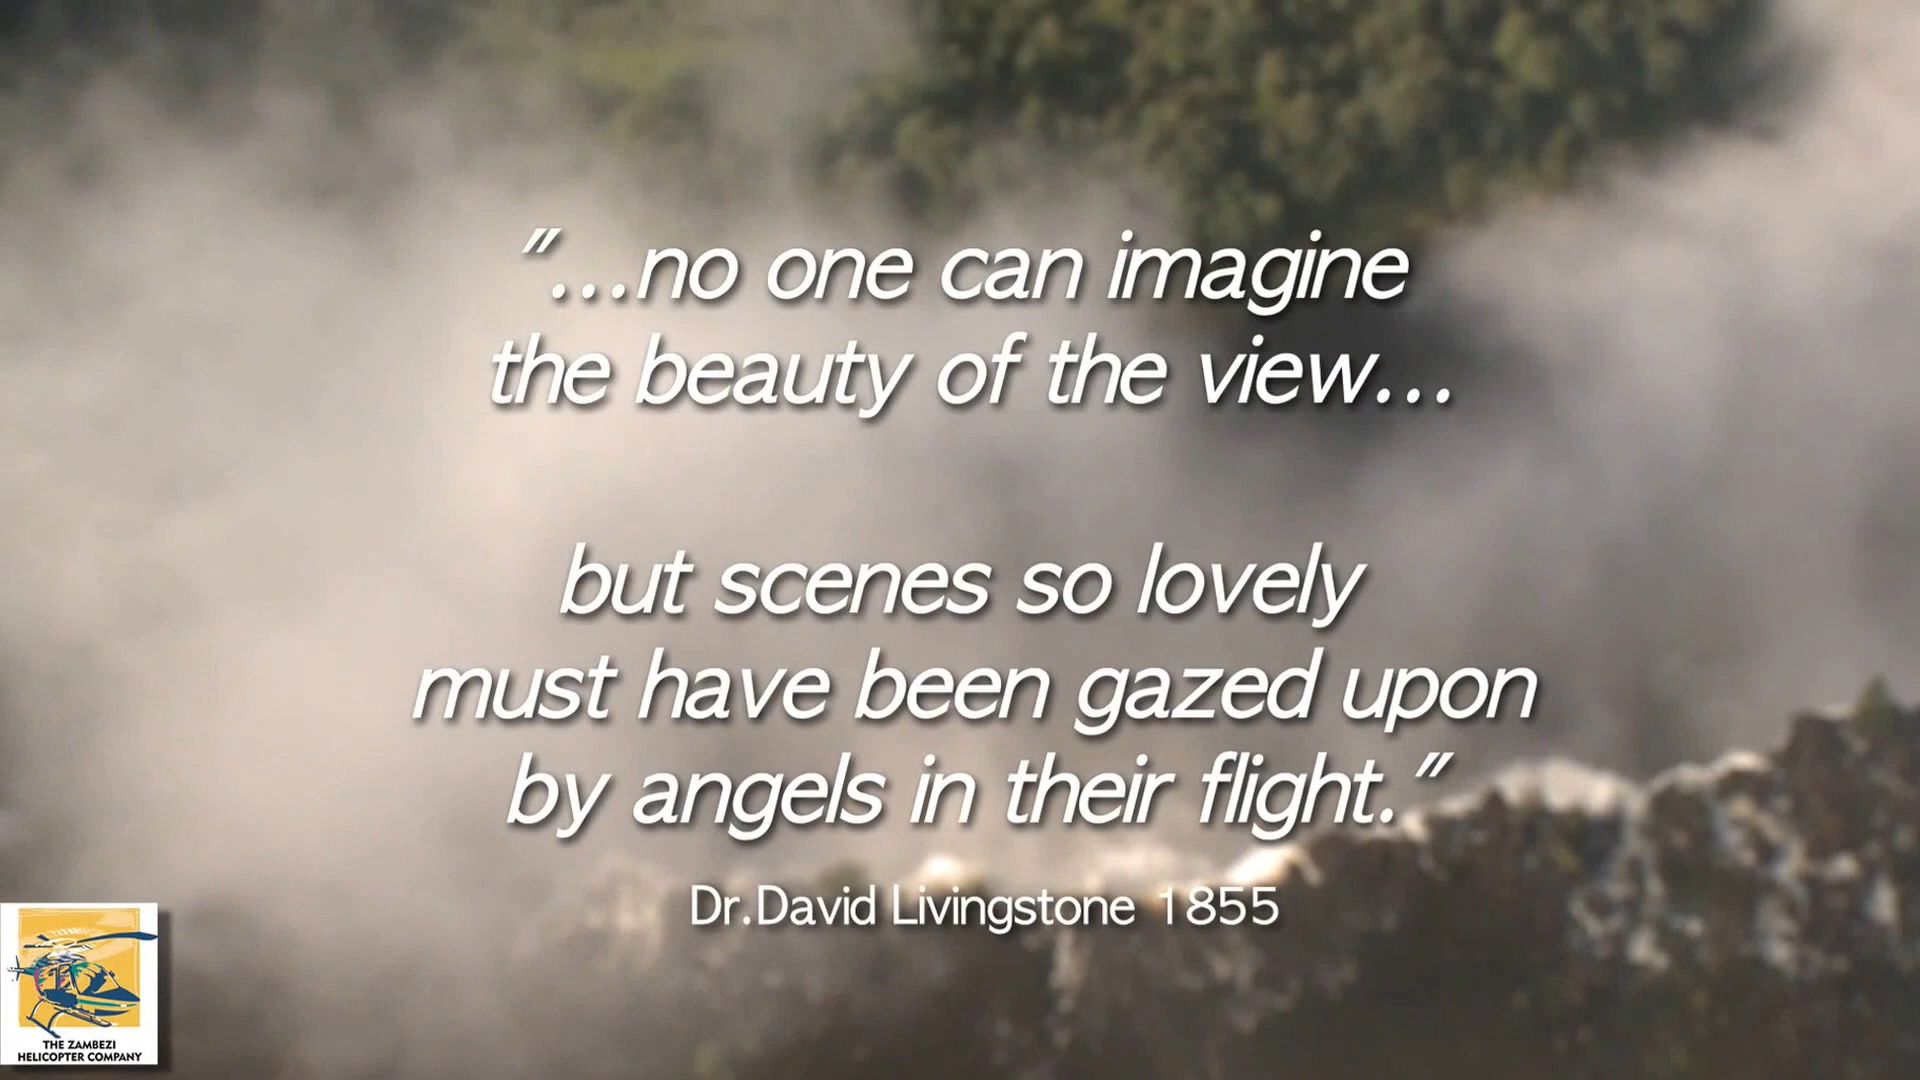 "...no one can imagine
the beauty of the view...
but scenes so lovely
must have been gazed upon
by angels in their flight."
Dr.David Livingstone 1855
THE ZAMBEZI
HELICOPTER COMPANY